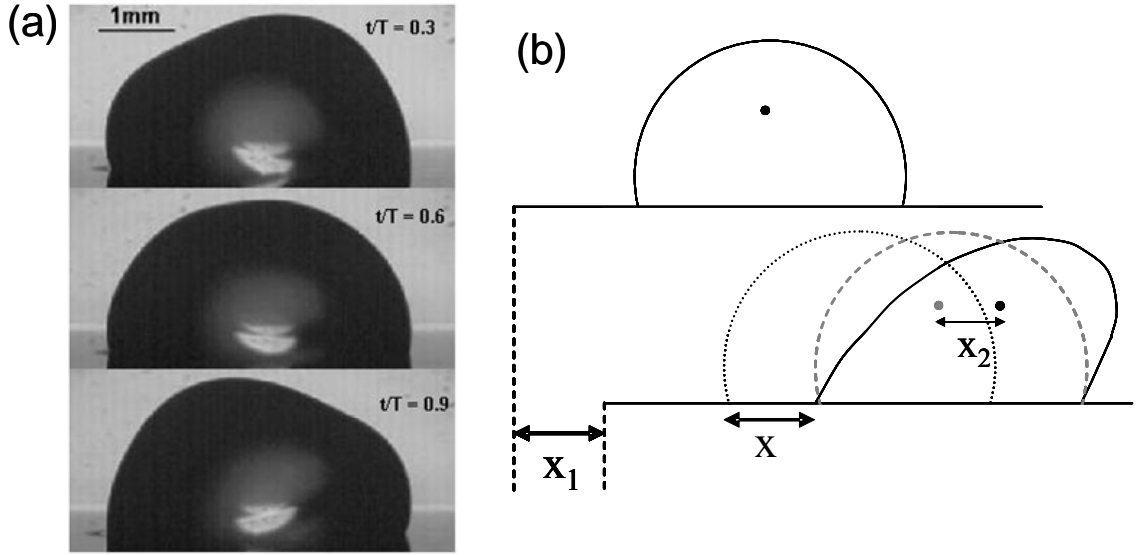 (a)
1mm
t/T = 0.3
t/T = 0.6
t/T = 0.9
(b)
x2
x
x1